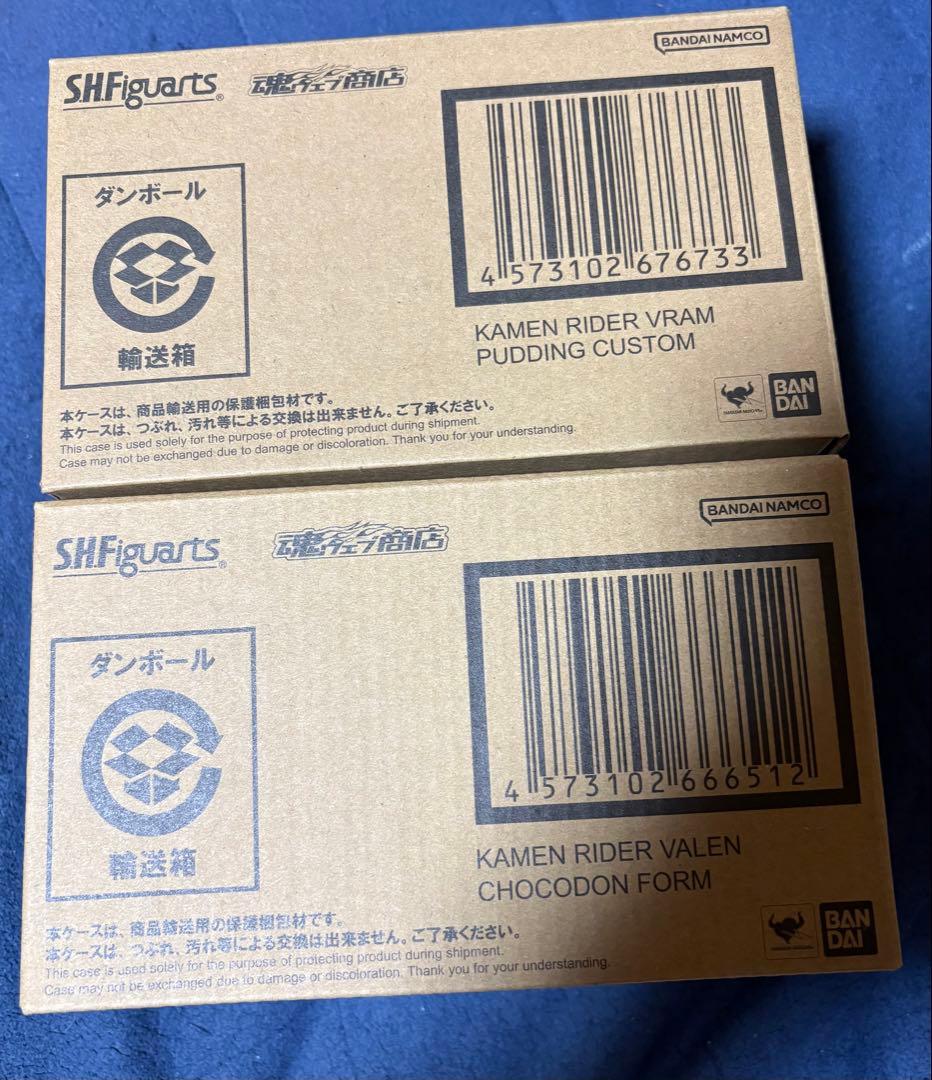 S.H.Figuarts® 魂ウェブ商店
BANDAI NAMCO
ダンボール
輸送箱
4 573102 676733
KAMEN RIDER VRAM
PUDDING CUSTOM
本ケースは、商品輸送用の保護梱包材です。
本ケースは、つぶれ、汚れ等による交換は出来ません。ご了承ください。
This case is used solely for the purpose of protecting product during shipment.
Case may not be exchanged due to damage or discoloration. Thank you for your understanding.
BAN
DAI
S.H.Figuarts® 魂ウェブ商店
BANDAI NAMCO
ダンボール
輸送箱
4 573102 666512
KAMEN RIDER VALEN
CHOCODON FORM
本ケースは、商品輸送用の保護梱包材です。
本ケースは、つぶれ、汚れ等による交換は出来ません。ご了承ください。
This case is used solely for the purpose of protecting product during shipment.
Case may not be exchanged due to damage or discoloration. Thank you for your understanding.
BAN
DAI